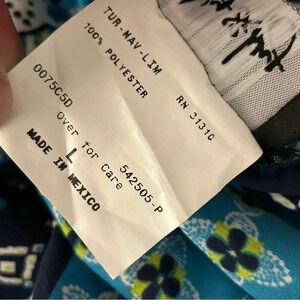 TUR-NAV-LIM
100% POLYESTER
RN 31310
0075C5D
Over for Care
542505-P
L
MADE IN MEXICO